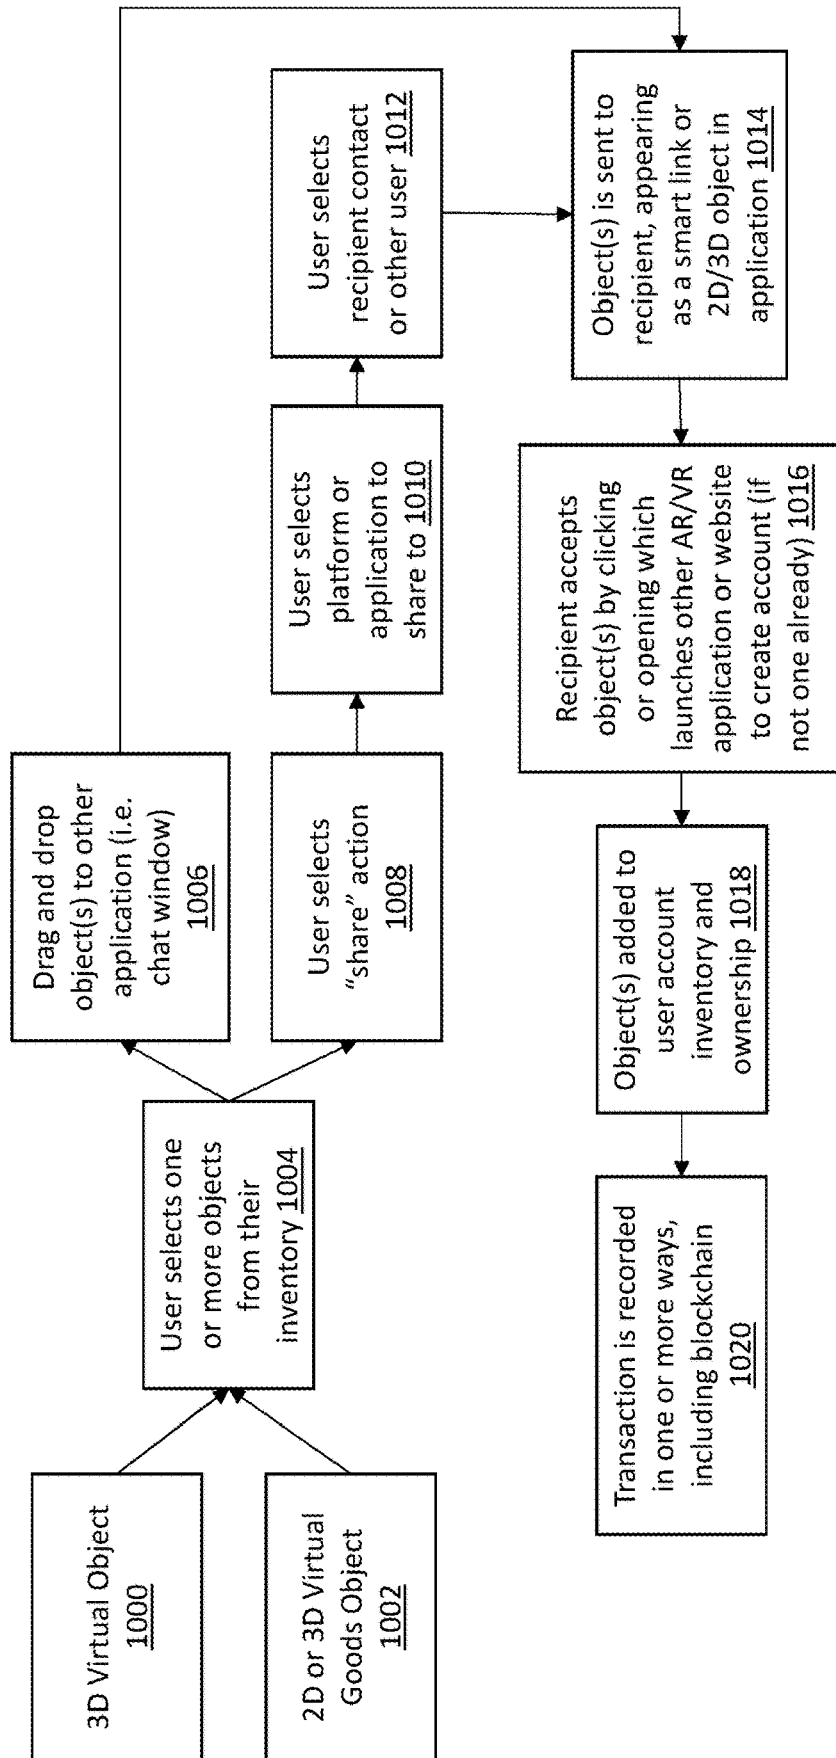 3D Virtual Object
1000
2D or 3D Virtual
Goods Object
1002
User selects one
or more objects
from their
inventory 1004
Drag and drop
object(s) to other
application (i.e.
chat window)
1006
User selects
“share” action
1008
User selects
platform or
application to
share to 1010
User selects
recipient contact
or other user 1012
Object(s) is sent to
recipient, appearing
as a smart link or
2D/3D object in
application 1014
Recipient accepts
object(s) by clicking
or opening which
launches other AR/VR
application or website
to create account (if
not one already) 1016
Object(s) added to
user account
inventory and
ownership 1018
Transaction is recorded
in one or more ways,
including blockchain
1020